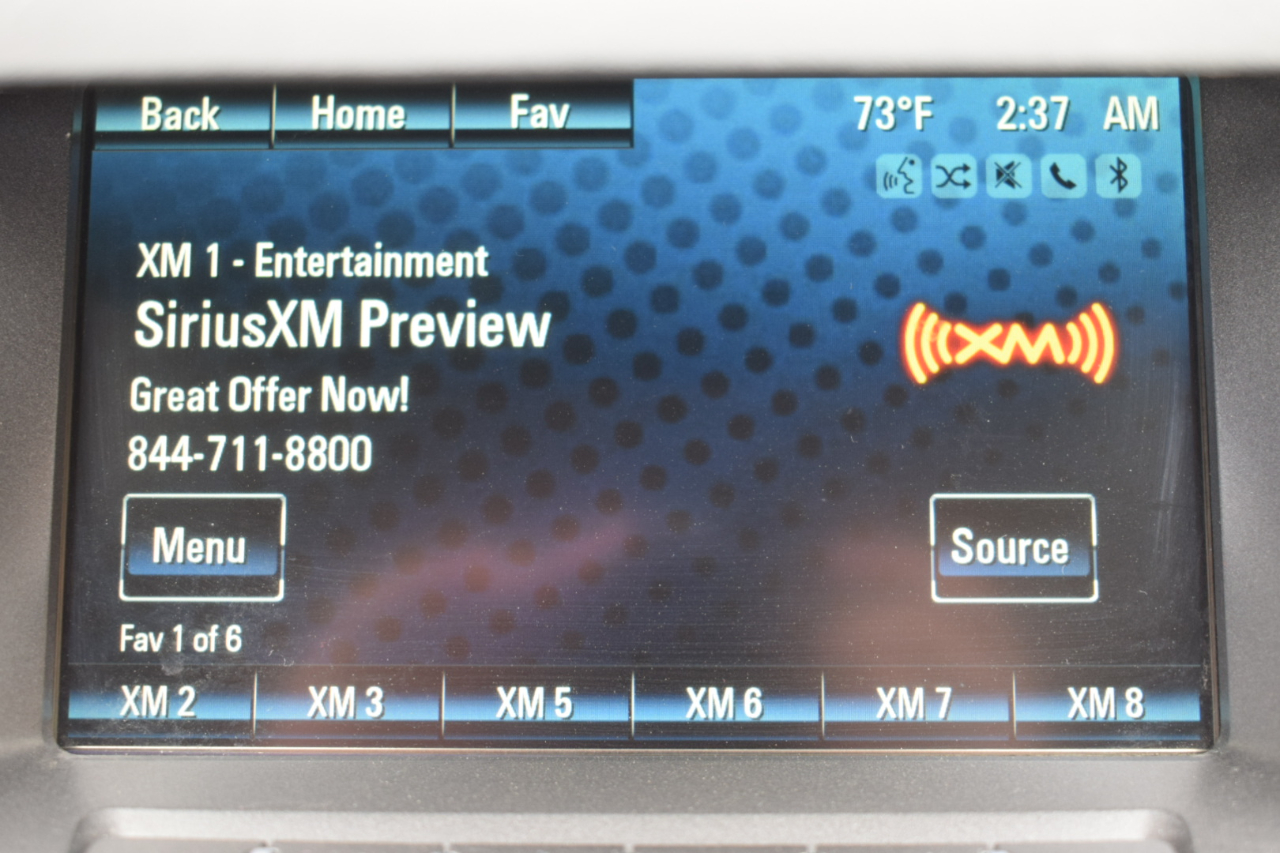 Back Home Fav 73°F 2:37 AM
XM 1 - Entertainment
SiriusXM Preview
XM
Great Offer Now!
844-711-8800
Menu Source
Fav 1 of 6
XM 2 XM 3 XM 5 XM 6 XM 7 XM 8